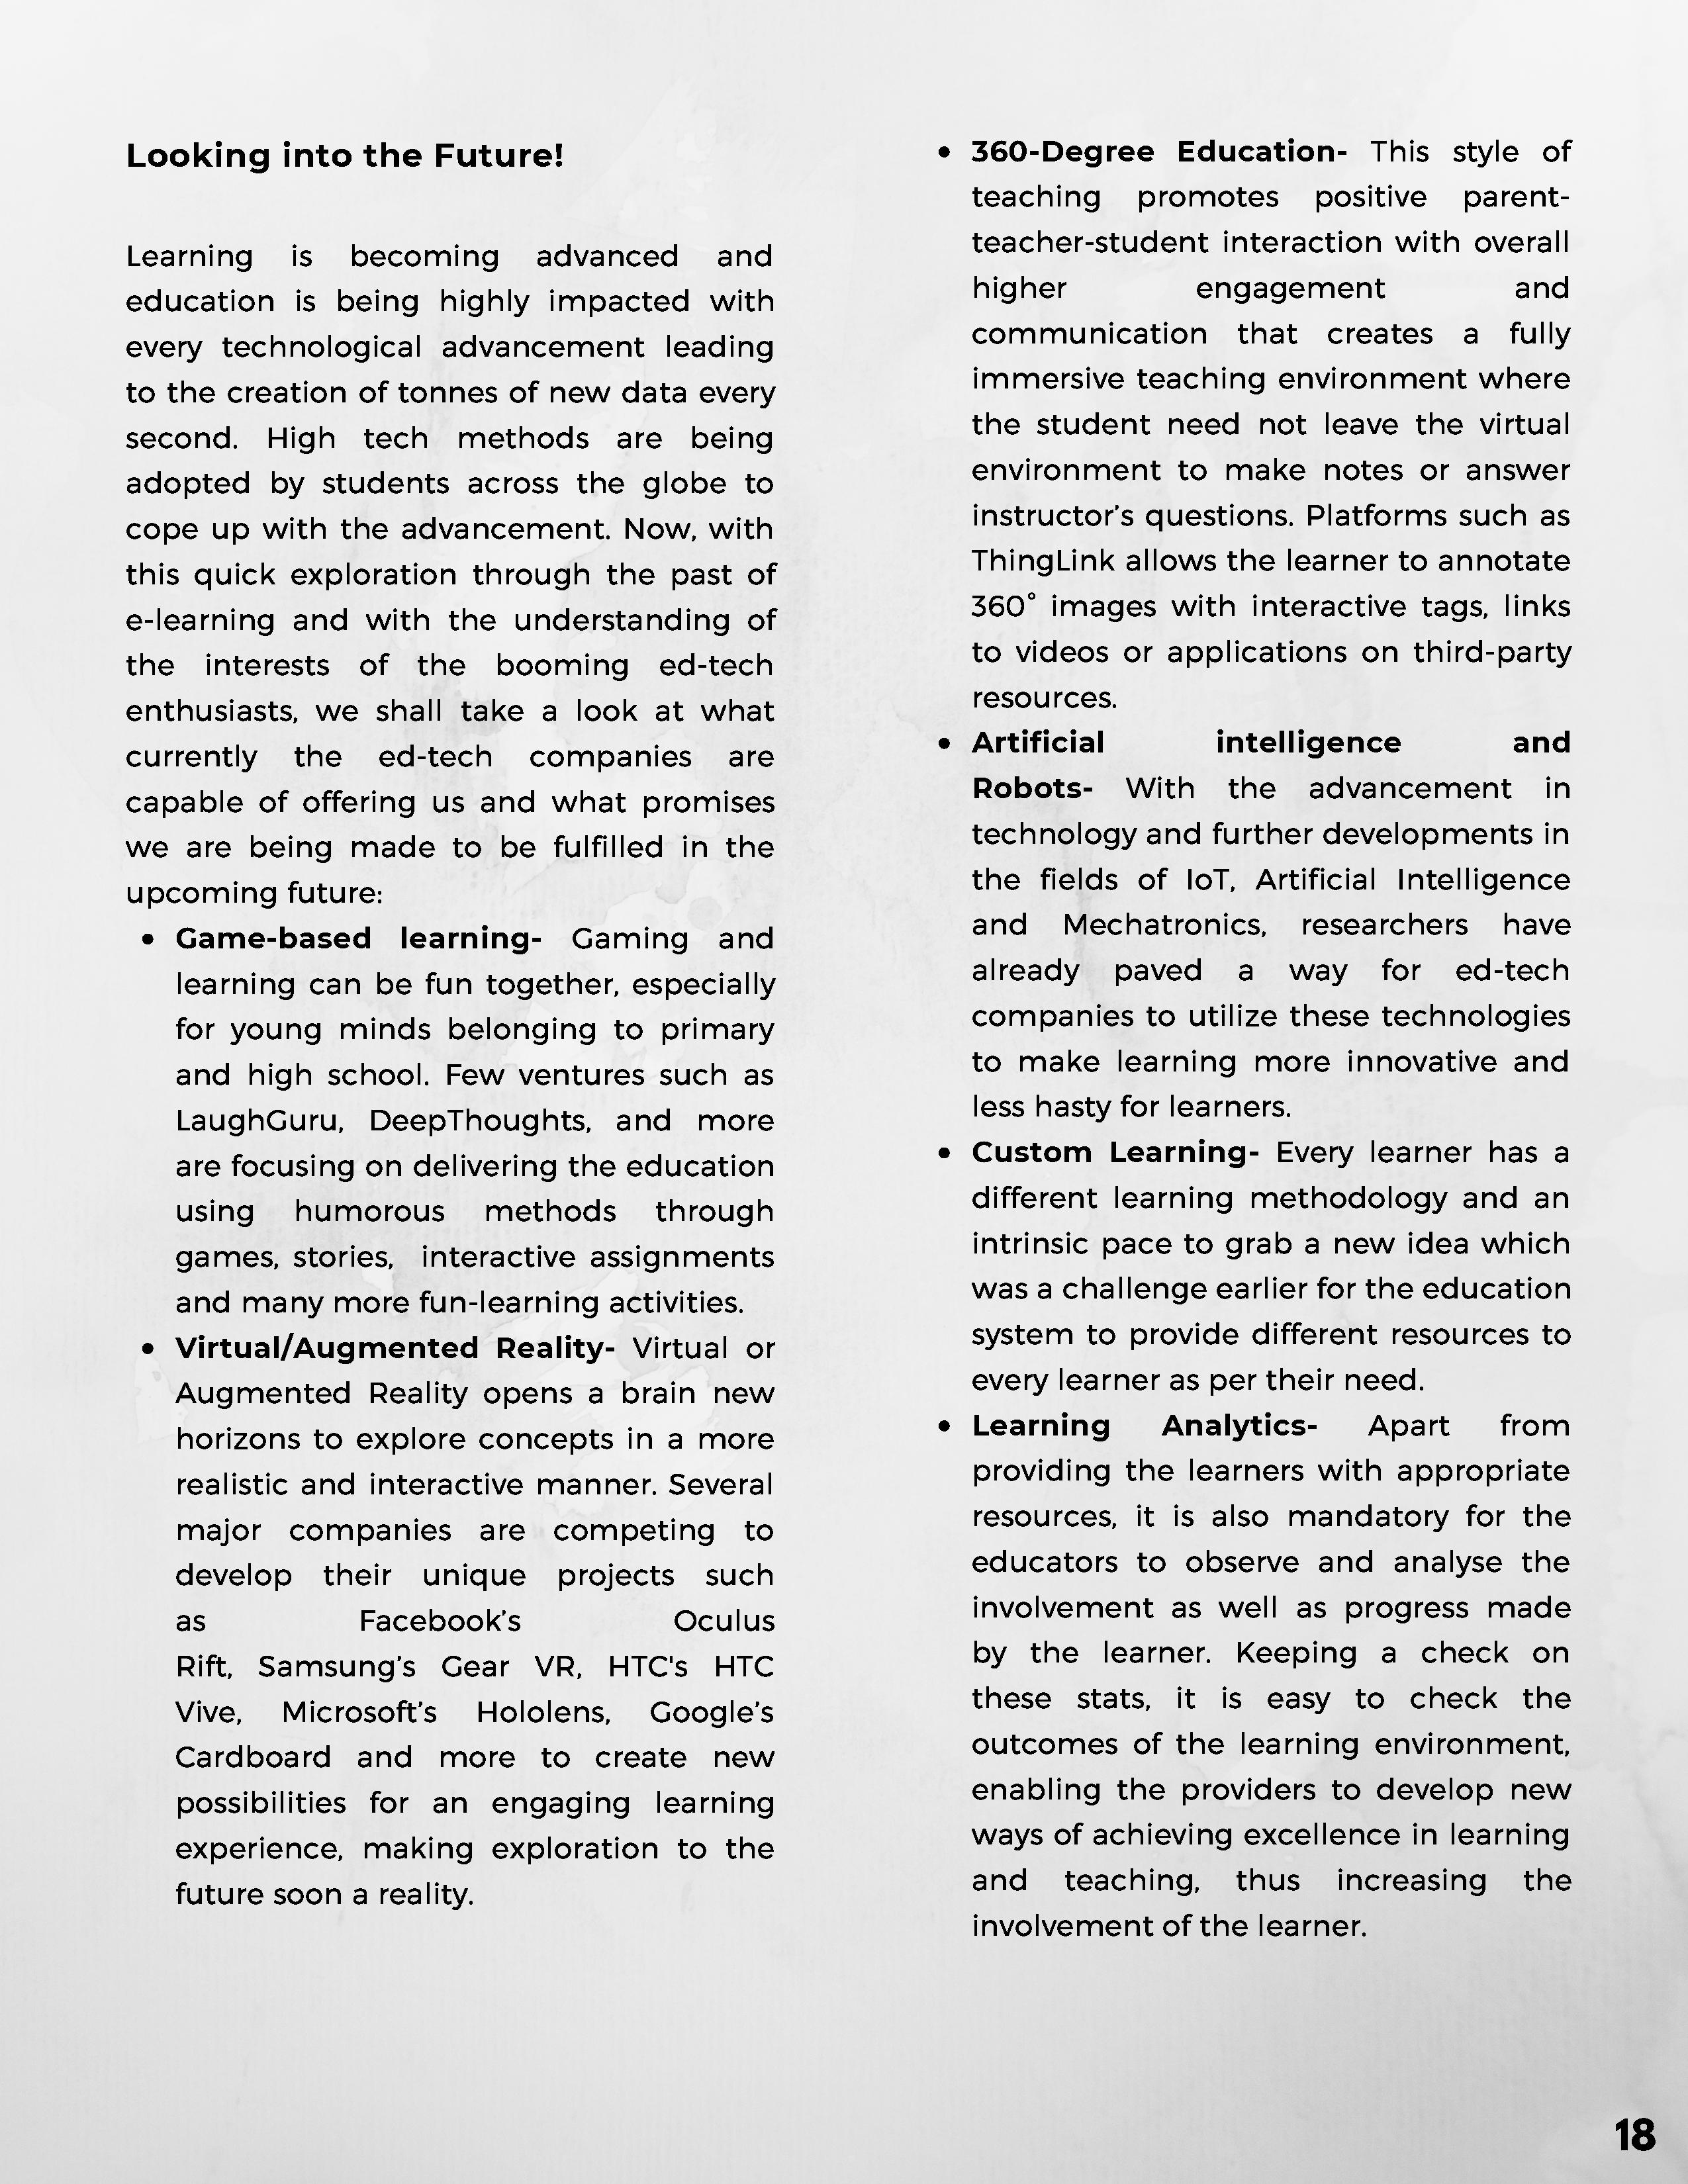 Looking into the Future!
Learning is becoming advanced and
education is being highly impacted with
every technological advancement leading
to the creation of tonnes of new data every
second. High tech methods are being
adopted by students across the globe to
cope up with the advancement. Now, with
this quick exploration through the past of
e-learning and with the understanding of
the interests of the booming ed-tech
enthusiasts, we shall take a look at what
currently the ed-tech companies are
capable of offering us and what promises
we are being made to be fulfilled in the
upcoming future:
• Game-based learning- Gaming and
learning can be fun together, especially
for young minds belonging to primary
and high school. Few ventures such as
LaughGuru, DeepThoughts, and more
are focusing on delivering the education
using humorous methods through
games, stories, interactive assignments
and many more fun-learning activities.
• Virtual/Augmented Reality- Virtual or
Augmented Reality opens a brain new
horizons to explore concepts in a more
realistic and interactive manner. Several
major companies are competing to
develop their unique projects such
as Facebook’s Oculus
Rift, Samsung’s Gear VR, HTC's HTC
Vive, Microsoft’s Hololens, Google’s
Cardboard and more to create new
possibilities for an engaging learning
experience, making exploration to the
future soon a reality.
• 360-Degree Education- This style of
teaching promotes positive parent-
teacher-student interaction with overall
higher engagement and
communication that creates a fully
immersive teaching environment where
the student need not leave the virtual
environment to make notes or answer
instructor’s questions. Platforms such as
ThingLink allows the learner to annotate
360° images with interactive tags, links
to videos or applications on third-party
resources.
• Artificial intelligence and
Robots- With the advancement in
technology and further developments in
the fields of IoT, Artificial Intelligence
and Mechatronics, researchers have
already paved a way for ed-tech
companies to utilize these technologies
to make learning more innovative and
less hasty for learners.
• Custom Learning- Every learner has a
different learning methodology and an
intrinsic pace to grab a new idea which
was a challenge earlier for the education
system to provide different resources to
every learner as per their need.
• Learning Analytics- Apart from
providing the learners with appropriate
resources, it is also mandatory for the
educators to observe and analyse the
involvement as well as progress made
by the learner. Keeping a check on
these stats, it is easy to check the
outcomes of the learning environment,
enabling the providers to develop new
ways of achieving excellence in learning
and teaching, thus increasing the
involvement of the learner.
18